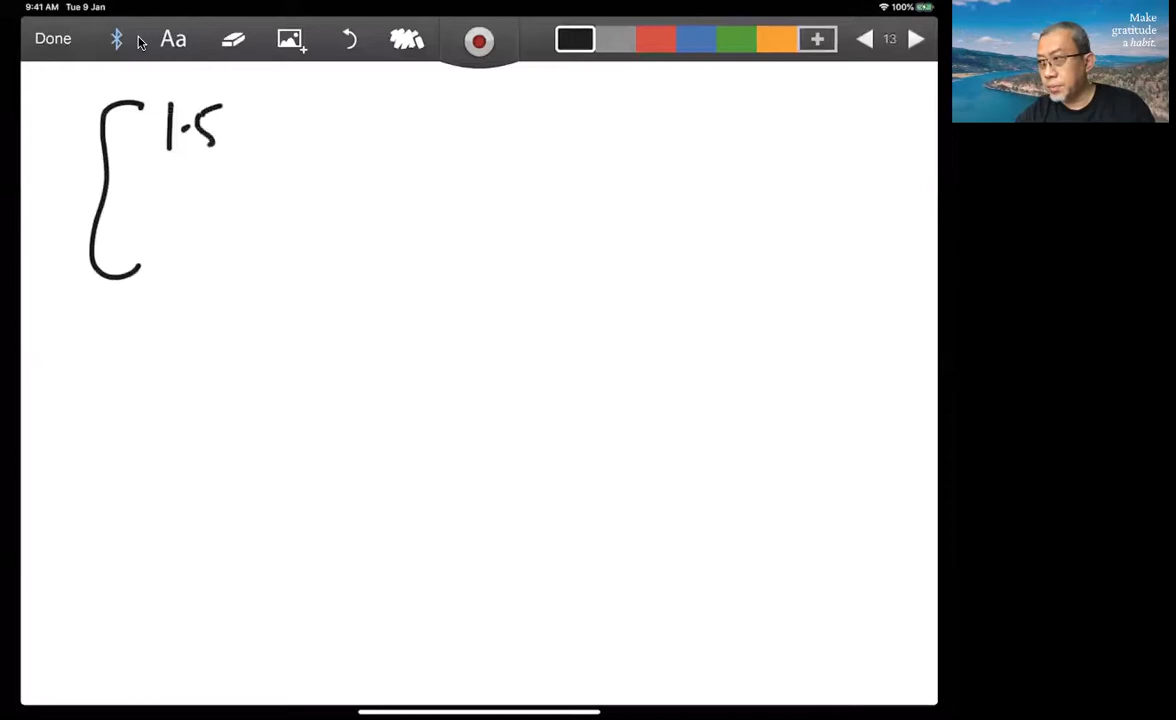 9:41 AM Tue 9 Jan
100%
Done
Aa
13
{ 1.5
Make
gratitude
a habit.